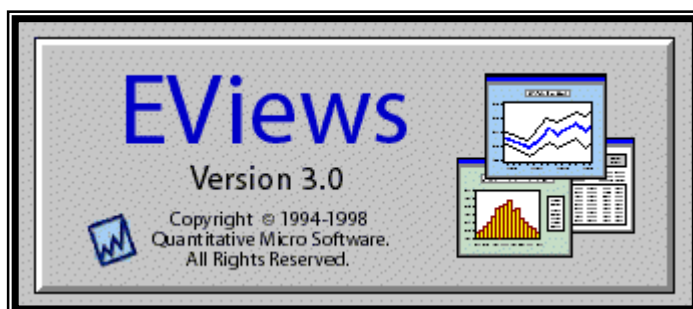 EViews
Version 3.0
Copyright © 1994-1998
Quantitative Micro Software.
All Rights Reserved.